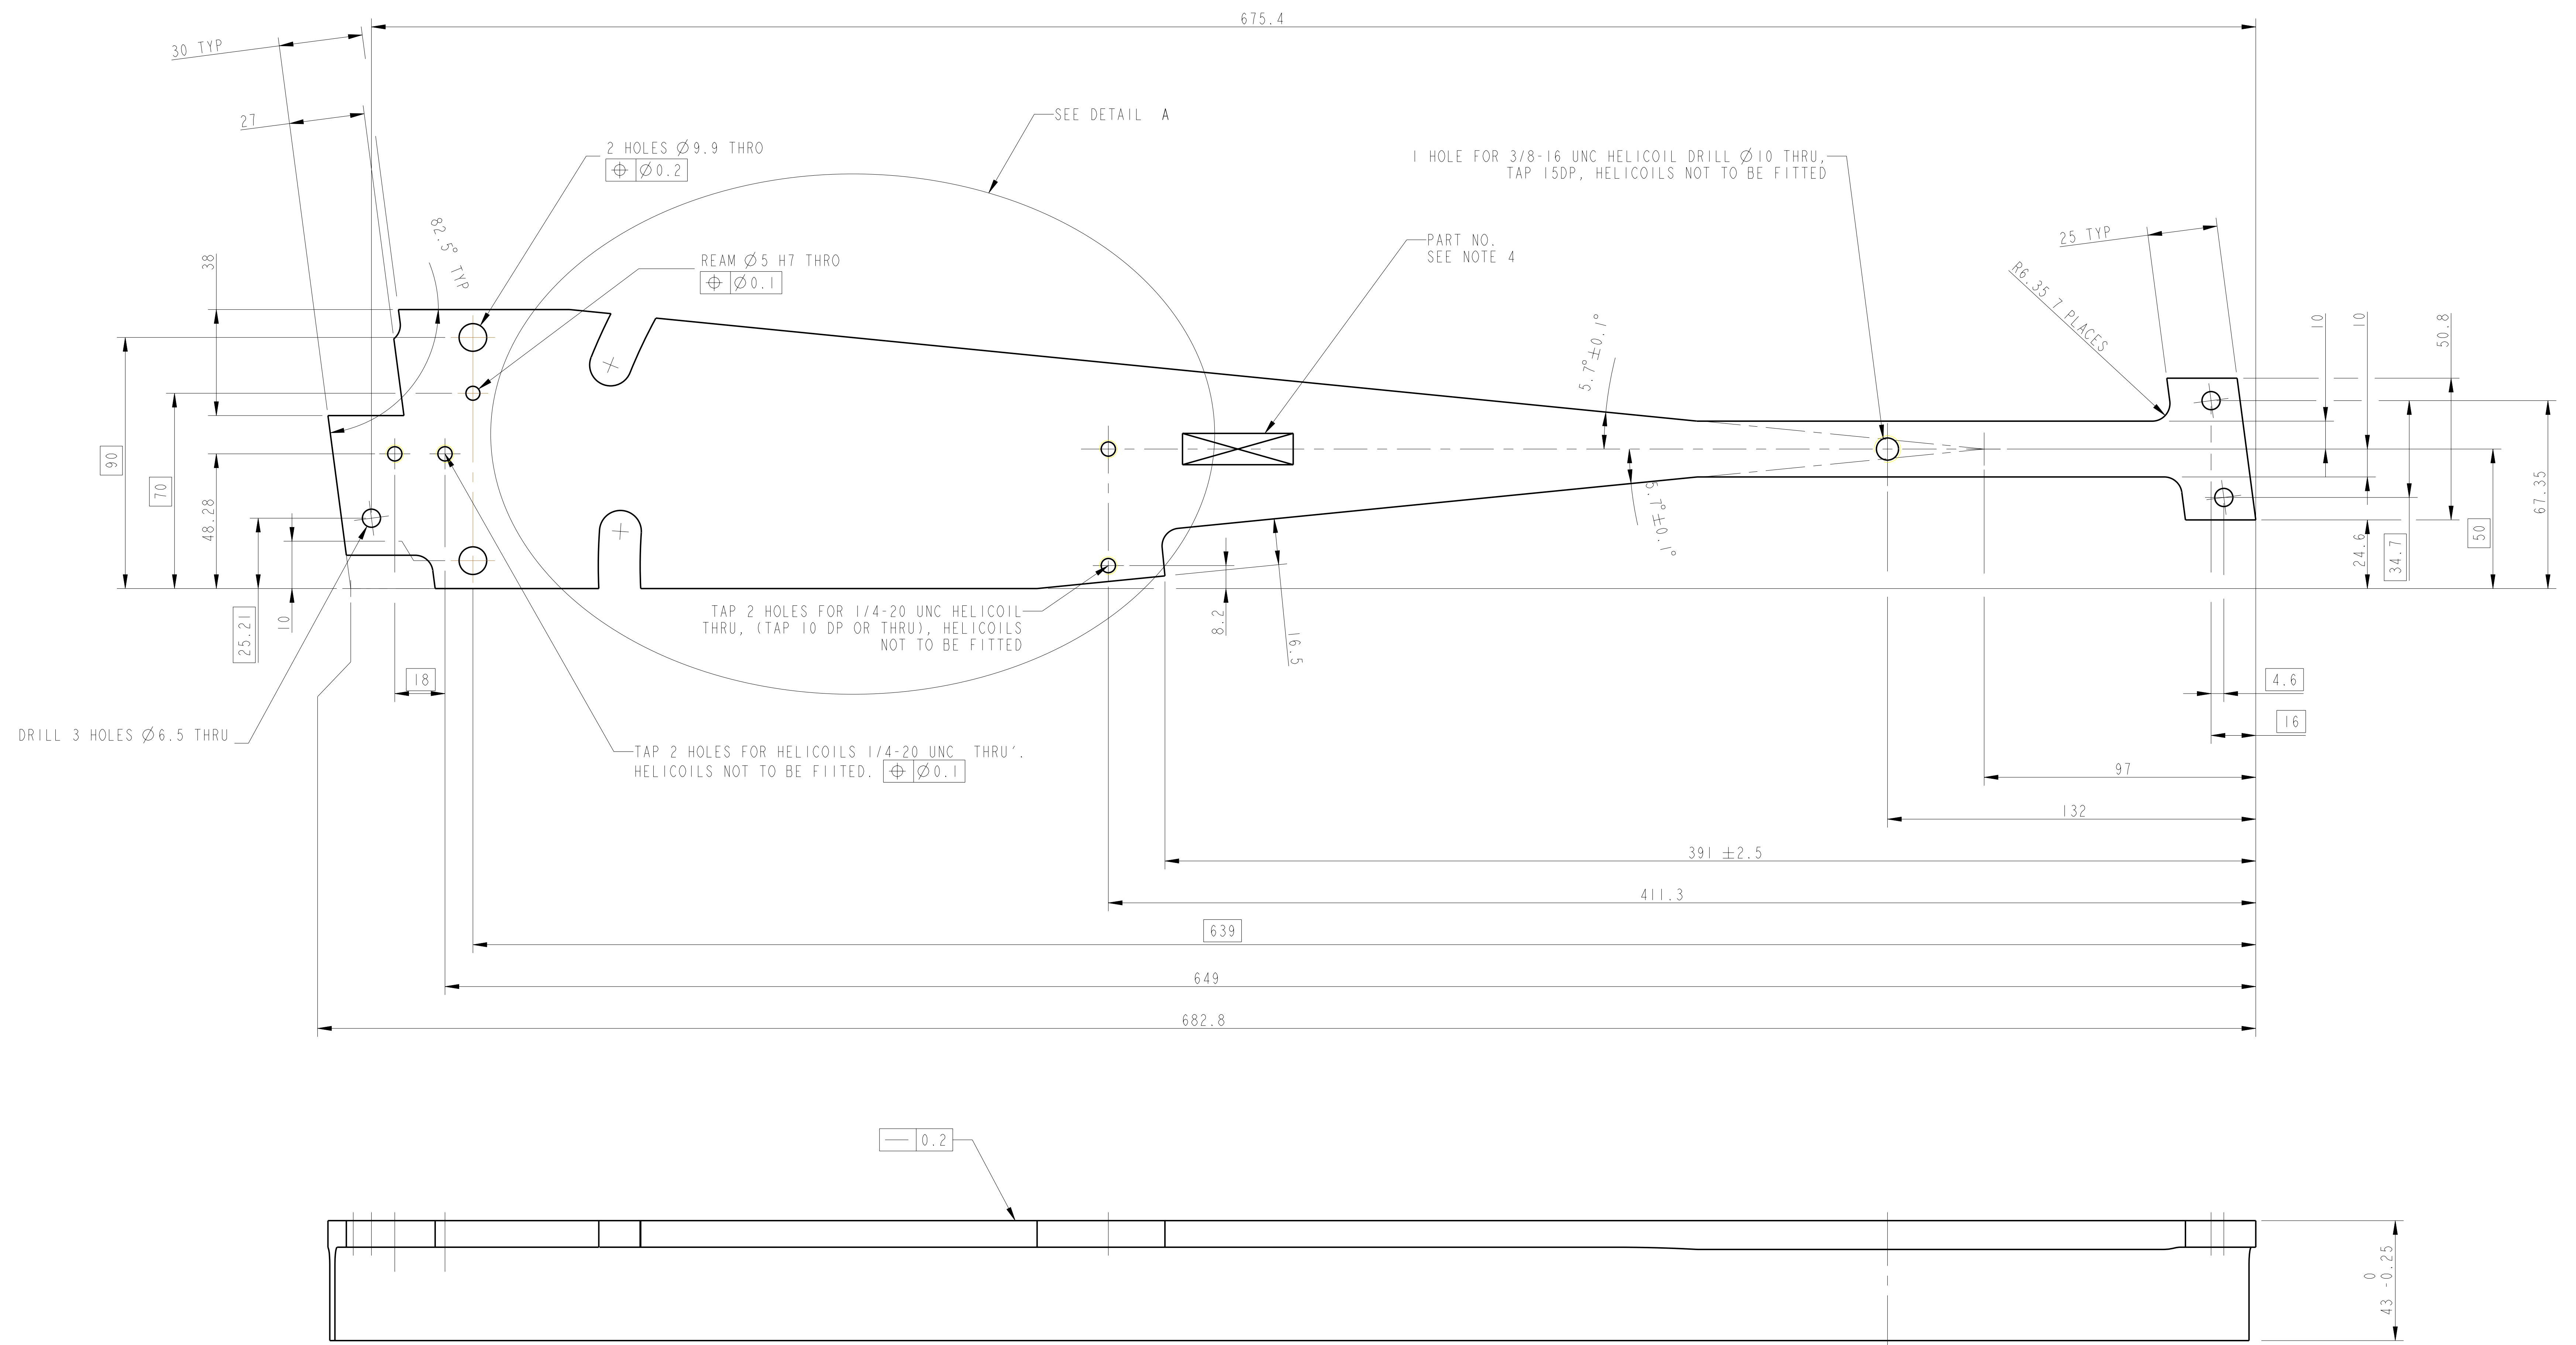 675.4
30 TYP
27
SEE DETAIL A
2 HOLES Ø9.9 THRO
⌖ Ø0.2
1 HOLE FOR 3/8-16 UNC HELICOIL DRILL Ø10 THRU,
TAP 15DP, HELICOILS NOT TO BE FITTED
82.5° TYP
REAM Ø5 H7 THRO
⌖ Ø0.1
PART NO.
SEE NOTE 4
25 TYP
R6.35 7 PLACES
38
5.7°±0.1°
10
10
50.8
90
70
48.28
5.7°±0.1°
67.35
50
34.7
24.6
25.21
10
8.2
16.5
TAP 2 HOLES FOR 1/4-20 UNC HELICOIL
THRU, (TAP 10 DP OR THRU), HELICOILS
NOT TO BE FITTED
18
4.6
16
DRILL 3 HOLES Ø6.5 THRU
TAP 2 HOLES FOR HELICOILS 1/4-20 UNC THRU'.
HELICOILS NOT TO BE FIITED. ⌖ Ø0.1
97
132
391 ±2.5
411.3
639
649
682.8
— 0.2
0
43 -0.25